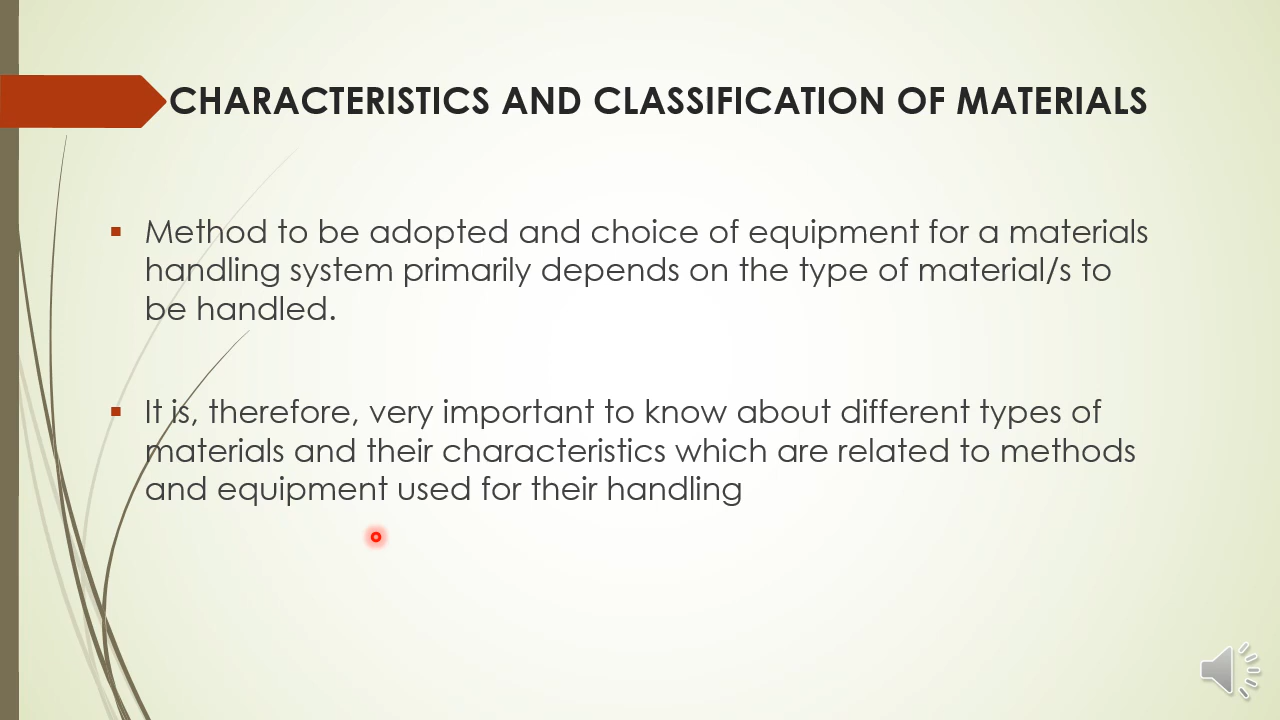 CHARACTERISTICS AND CLASSIFICATION OF MATERIALS
Method to be adopted and choice of equipment for a materials
handling system primarily depends on the type of material/s to
be handled.
It is, therefore, very important to know about different types of
materials and their characteristics which are related to methods
and equipment used for their handling